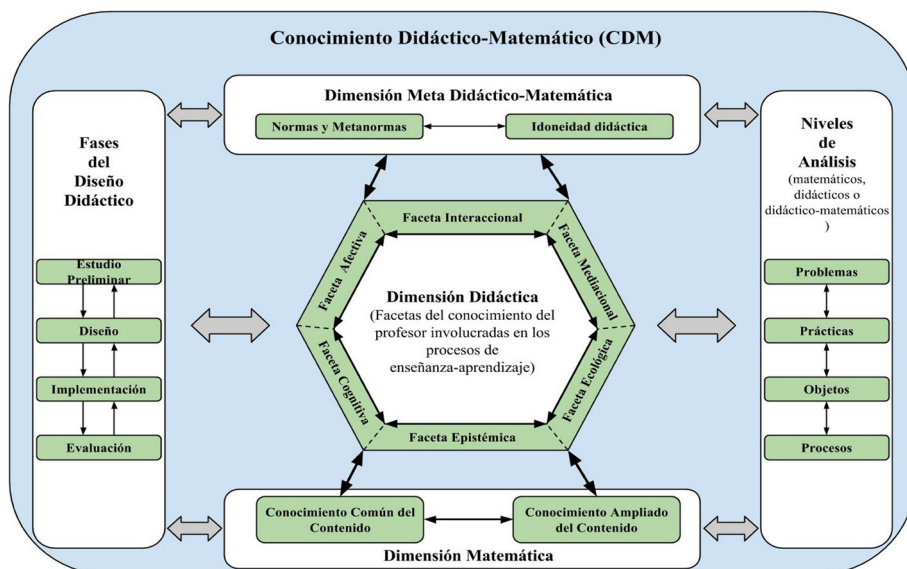 Conocimiento Didáctico-Matemático (CDM)
Fases
del
Diseño
Didáctico
Estudio
Preliminar
Diseño
Implementación
Evaluación
Dimensión Meta Didáctico-Matemática
Normas y Metanormas
Idoneidad didáctica
Faceta Interaccional
Faceta Afectiva
Faceta Mediacional
Dimensión Didáctica
(Facetas del conocimiento del
profesor involucradas en los
procesos de
enseñanza-aprendizaje)
Faceta Cognitiva
Faceta Ecológica
Faceta Epistémica
Conocimiento Común del
Contenido
Conocimiento Ampliado
del Contenido
Dimensión Matemática
Niveles
de
Análisis
(matemáticos,
didácticos o
didáctico-matemáticos
)
Problemas
Prácticas
Objetos
Procesos